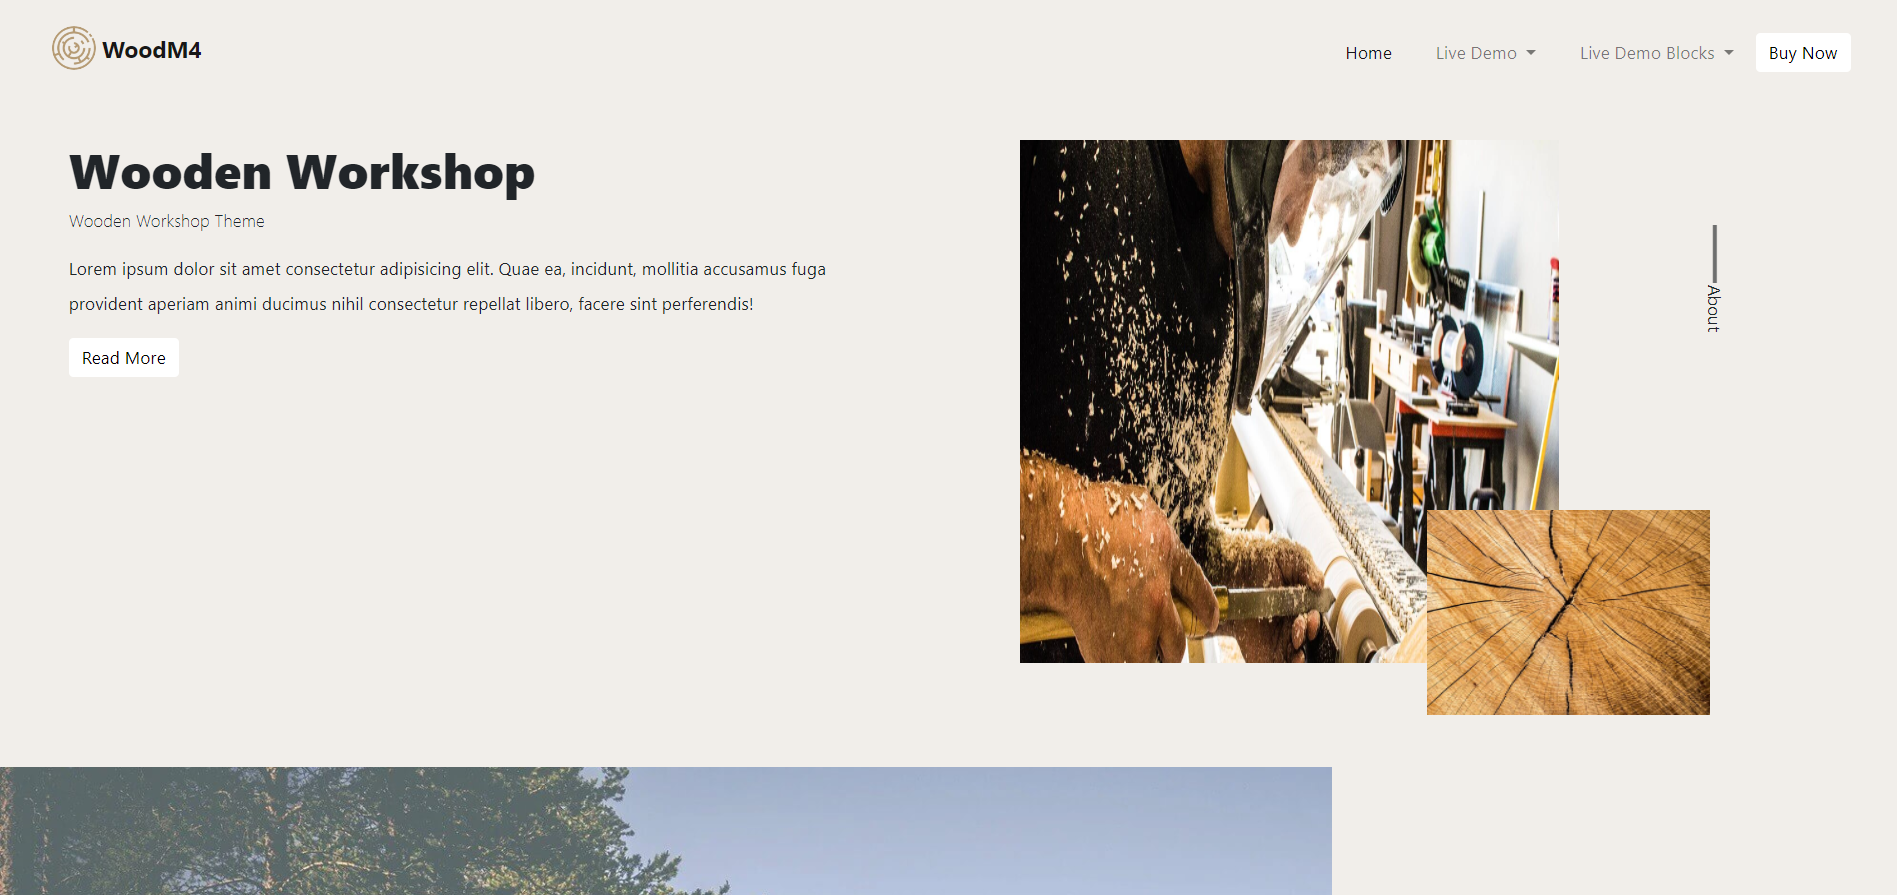 WoodM4
Home
Live Demo
Live Demo Blocks
Buy Now
Wooden Workshop
Wooden Workshop Theme
Lorem ipsum dolor sit amet consectetur adipisicing elit. Quae ea, incidunt, mollitia accusamus fuga
provident aperiam animi ducimus nihil consectetur repellat libero, facere sint perferendis!
Read More
About